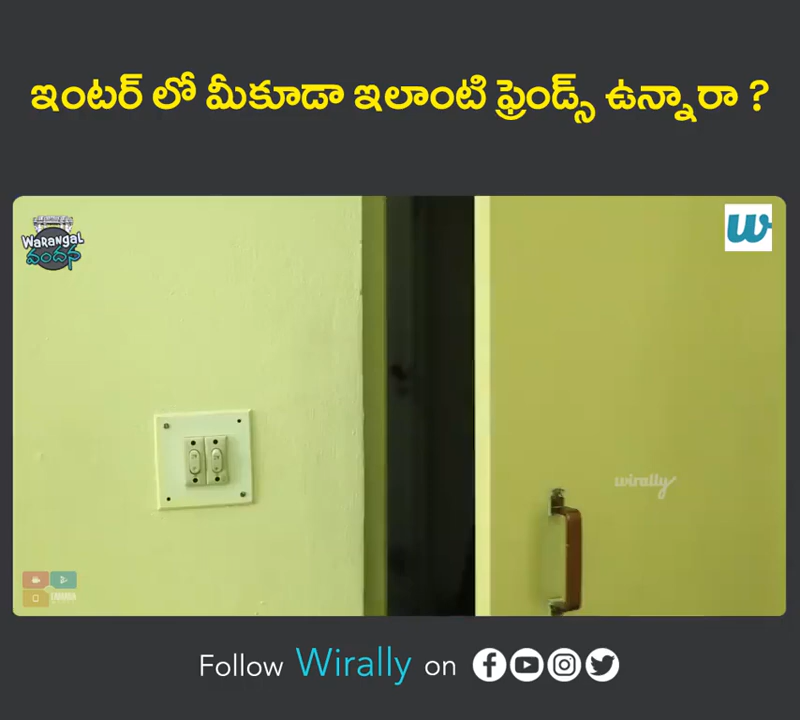 ఇంటర్ లో మీకూడా ఇలాంటి ఫ్రెండ్స్ ఉన్నారా ?
WaRaNGaL
వందన
w
wirally
Follow Wirally on